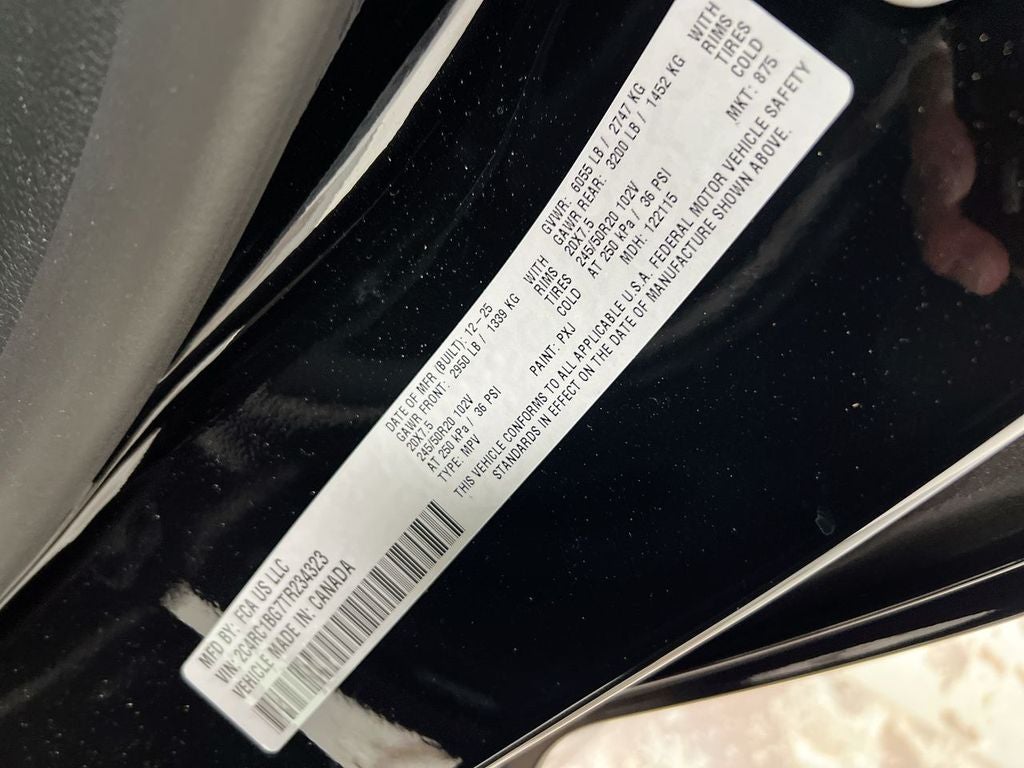 MFD BY: FCA US LLC
DATE OF MFR (BUILT): 12-25
GVWR: 6055 LB / 2747 KG
VIN: 2C4RC1BG7TR234323
GAWR FRONT: 2950 LB / 1339 KG WITH
GAWR REAR: 3200 LB / 1452 KG WITH
VEHICLE MADE IN: CANADA
20X7.5 RIMS
20X7.5 RIMS
245/50R20 102V TIRES
245/50R20 102V TIRES
AT 250 kPa / 36 PSI COLD
AT 250 kPa / 36 PSI COLD
TYPE: MPV
PAINT: PXJ
MDH: 122115
MKT: 875
THIS VEHICLE CONFORMS TO ALL APPLICABLE U.S.A. FEDERAL MOTOR VEHICLE SAFETY
STANDARDS IN EFFECT ON THE DATE OF MANUFACTURE SHOWN ABOVE.